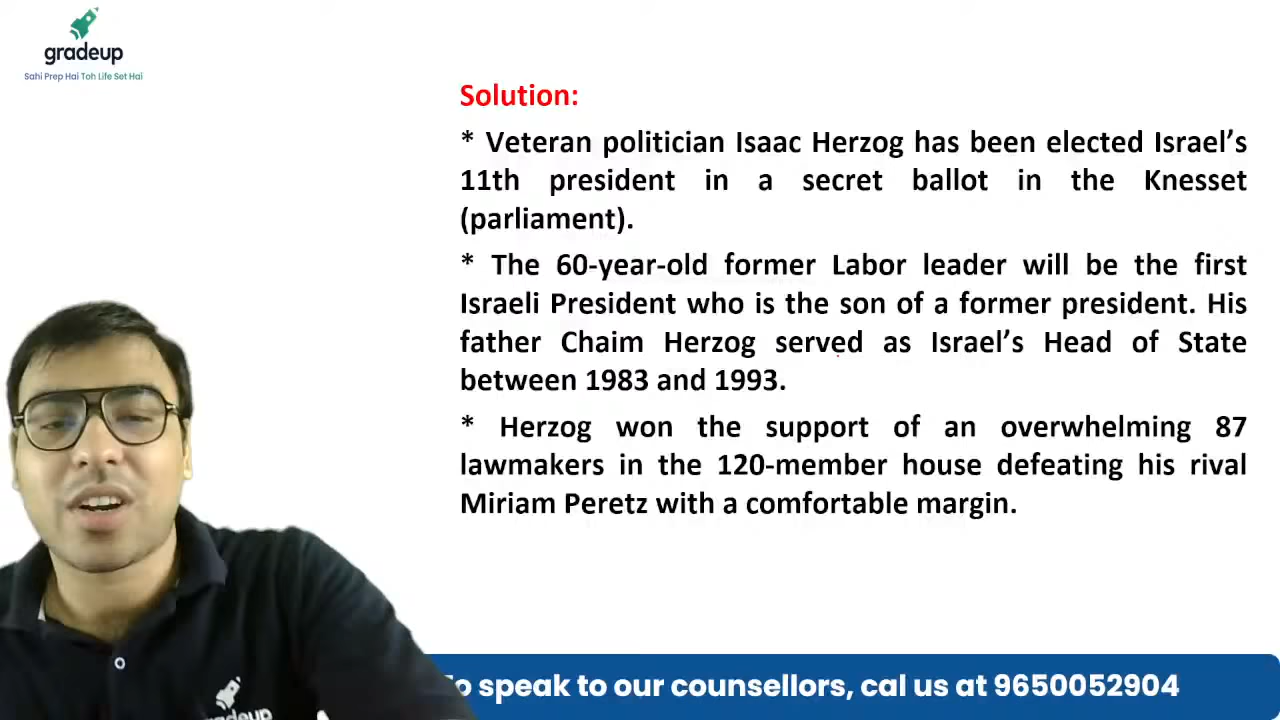 gradeup
Sahi Prep Hai Toh Life Set Hai
Solution:
* Veteran politician Isaac Herzog has been elected Israel’s
11th president in a secret ballot in the Knesset
(parliament).
* The 60-year-old former Labor leader will be the first
Israeli President who is the son of a former president. His
father Chaim Herzog served as Israel’s Head of State
between 1983 and 1993.
* Herzog won the support of an overwhelming 87
lawmakers in the 120-member house defeating his rival
Miriam Peretz with a comfortable margin.
To speak to our counsellors, cal us at 9650052904
gradeup